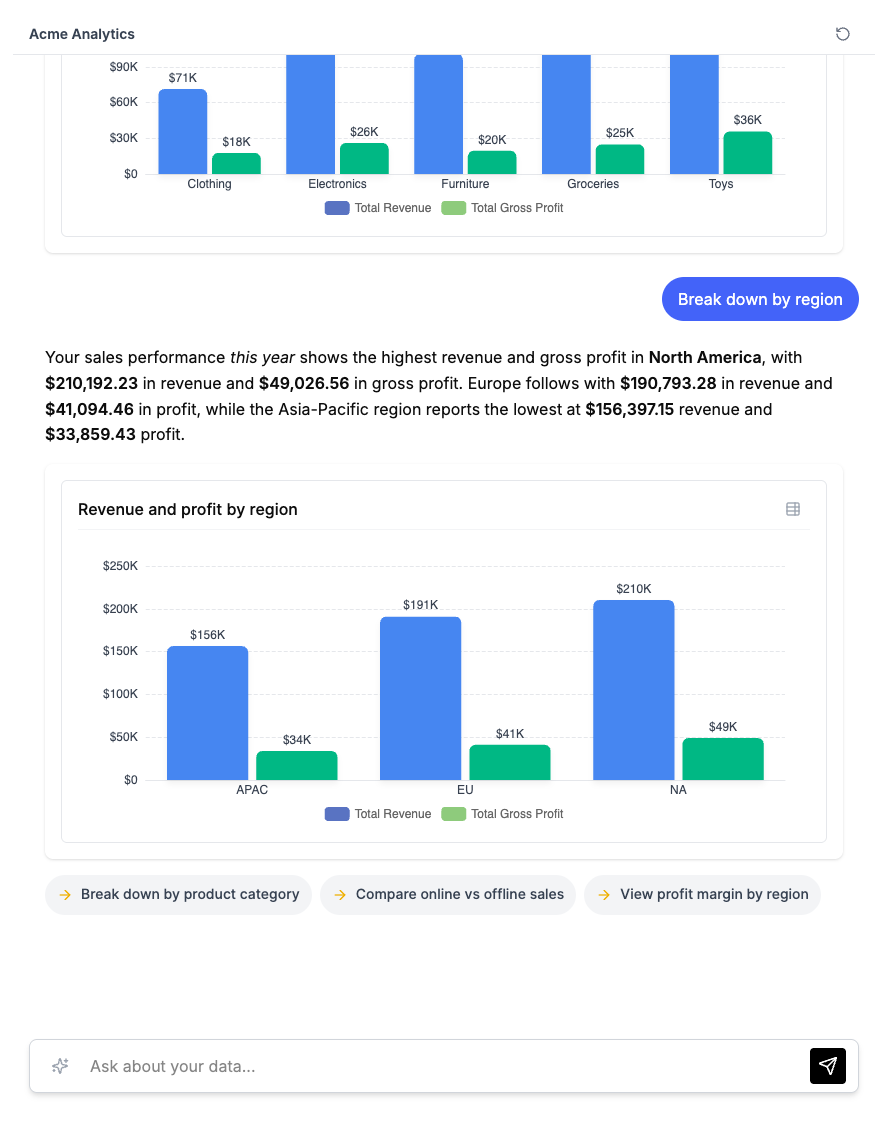 Acme Analytics
$90K
$71K
$60K
$36K
$30K
$18K
$26K
$20K
$25K
$0
Clothing Electronics Furniture Groceries Toys
Total Revenue Total Gross Profit
Break down by region
Your sales performance this year shows the highest revenue and gross profit in North America, with
$210,192.23 in revenue and $49,026.56 in gross profit. Europe follows with $190,793.28 in revenue and
$41,094.46 in profit, while the Asia-Pacific region reports the lowest at $156,397.15 revenue and
$33,859.43 profit.
Revenue and profit by region
$250K
$210K
$200K
$191K
$156K
$150K
$100K
$50K
$34K
$41K
$49K
$0
APAC EU NA
Total Revenue Total Gross Profit
Break down by product category Compare online vs offline sales View profit margin by region
Ask about your data...